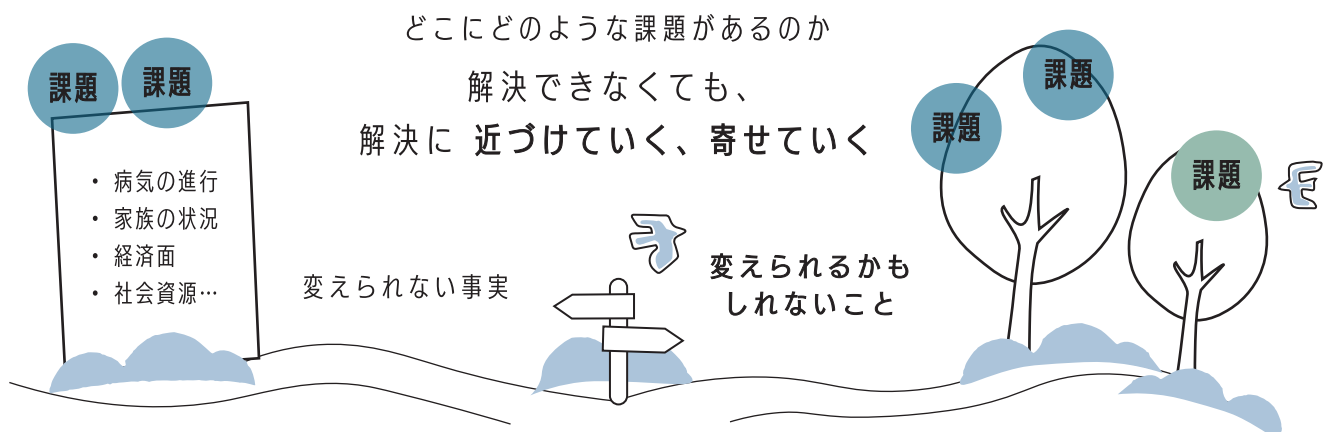 どこにどのような課題があるのか
解決できなくても、
解決に 近づけていく、寄せていく
課題
課題
・ 病気の進行
・ 家族の状況
・ 経済面
・ 社会資源…
変えられない事実
変えられるかも
しれないこと
課題
課題
課題